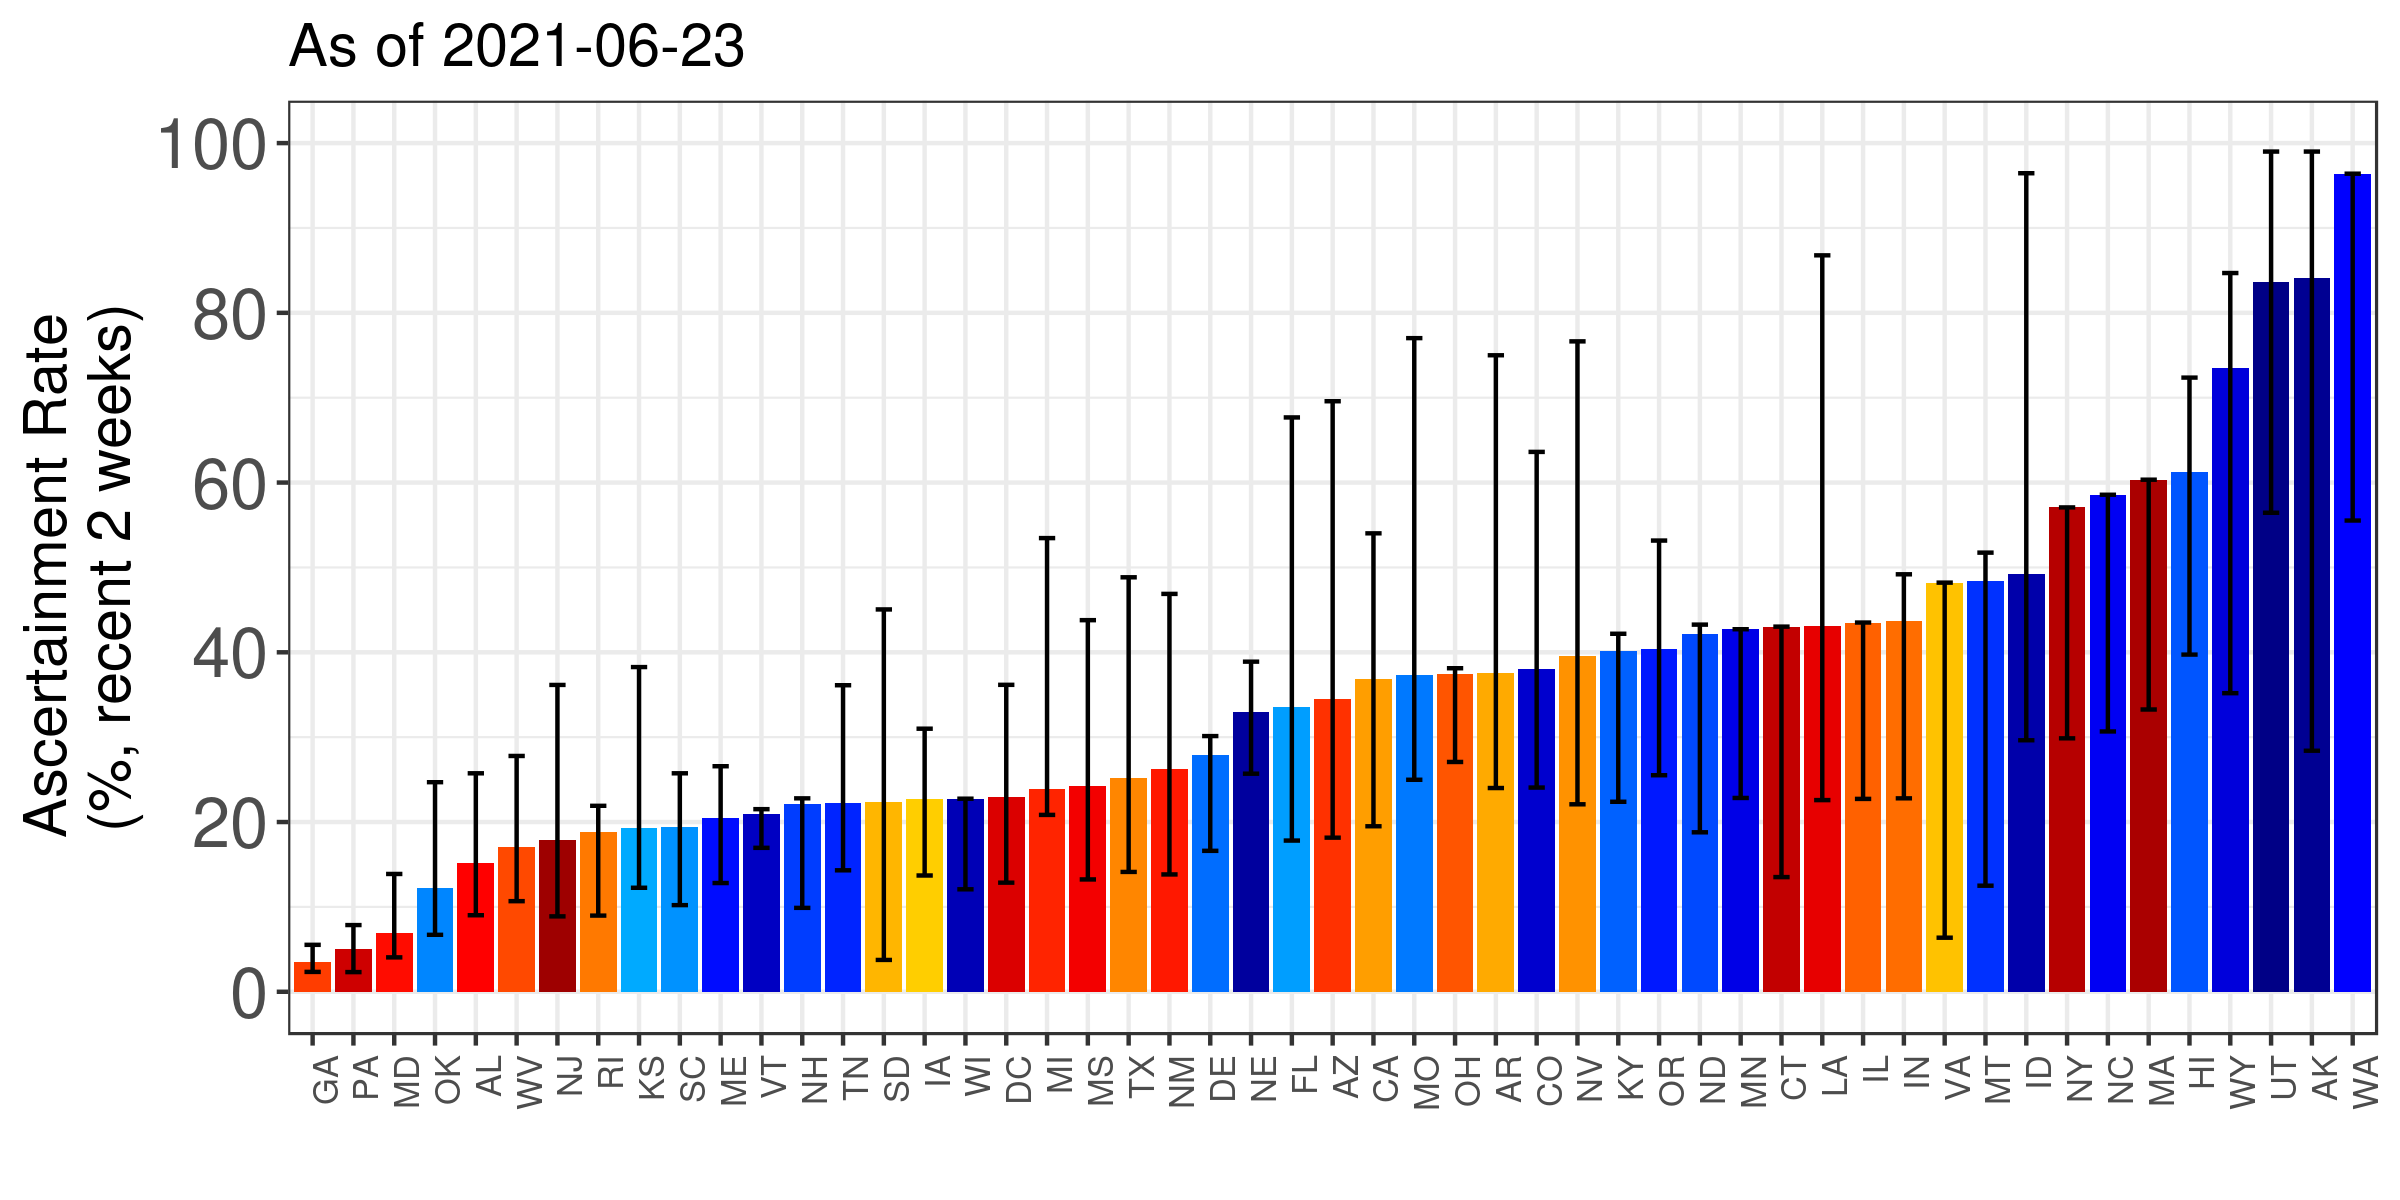 As of 2021-06-23
Ascertainment Rate
(%, recent 2 weeks)
100
80
60
40
20
0
GA PA MD OK AL WV NJ RI KS SC ME VT NH TN SD IA WI DC MI MS TX NM DE NE FL AZ CA MO OH AR CO NV KY OR ND MN CT LA IL IN VA MT ID NY NC MA HI WY UT AK WA